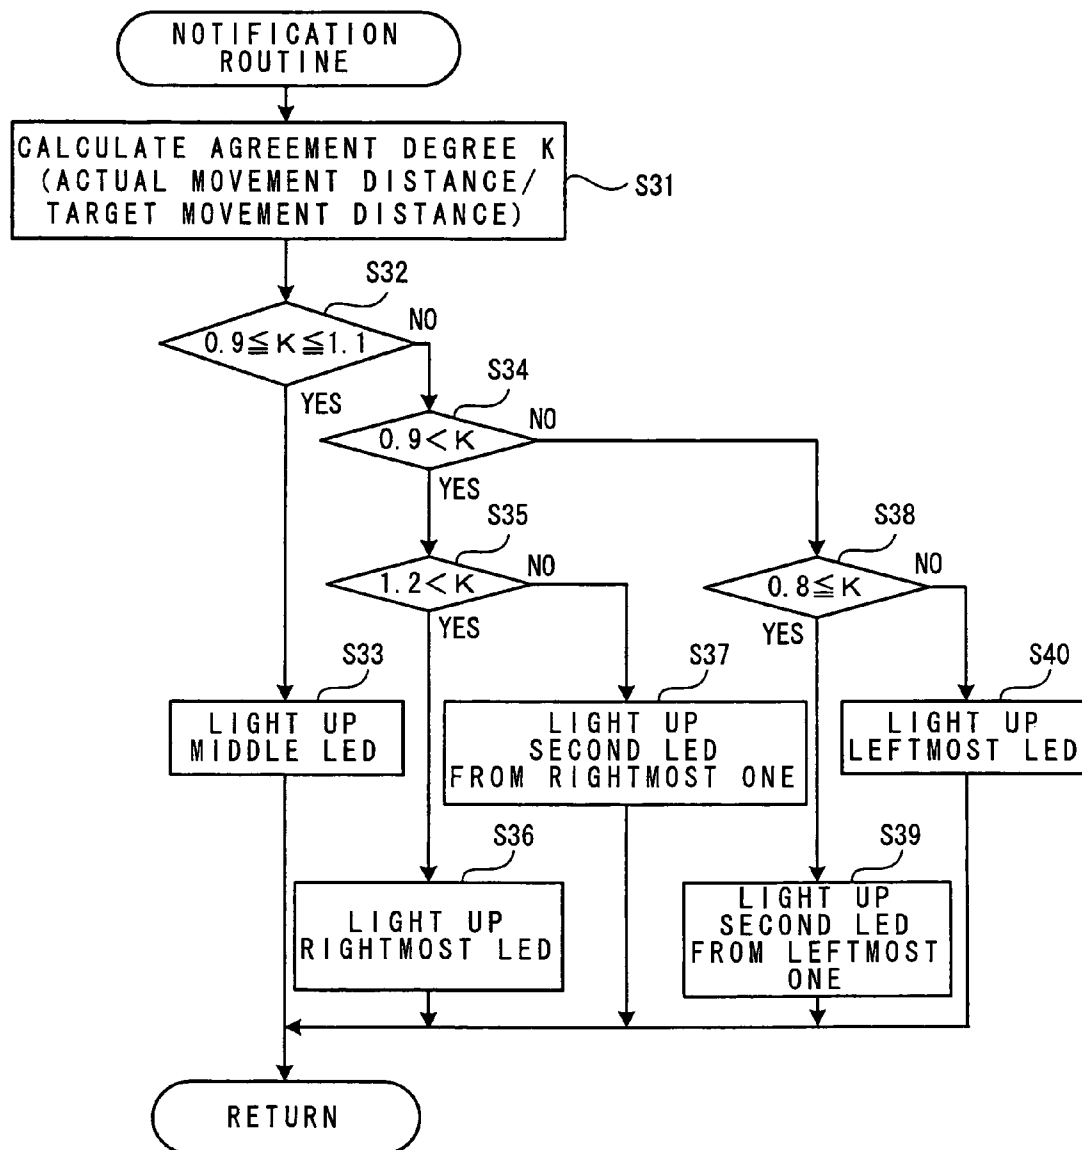 NOTIFICATION
ROUTINE
CALCULATE AGREEMENT DEGREE K
(ACTUAL MOVEMENT DISTANCE/
TARGET MOVEMENT DISTANCE)
S31
S32
0.9≦K≦1.1
NO
YES
S34
0.9<K
NO
YES
S35
1.2<K
NO
YES
S38
0.8≦K
NO
YES
S33
LIGHT UP
MIDDLE LED
S37
LIGHT UP
SECOND LED
FROM RIGHTMOST ONE
S40
LIGHT UP
LEFTMOST LED
S36
LIGHT UP
RIGHTMOST LED
S39
LIGHT UP
SECOND LED
FROM LEFTMOST
ONE
RETURN